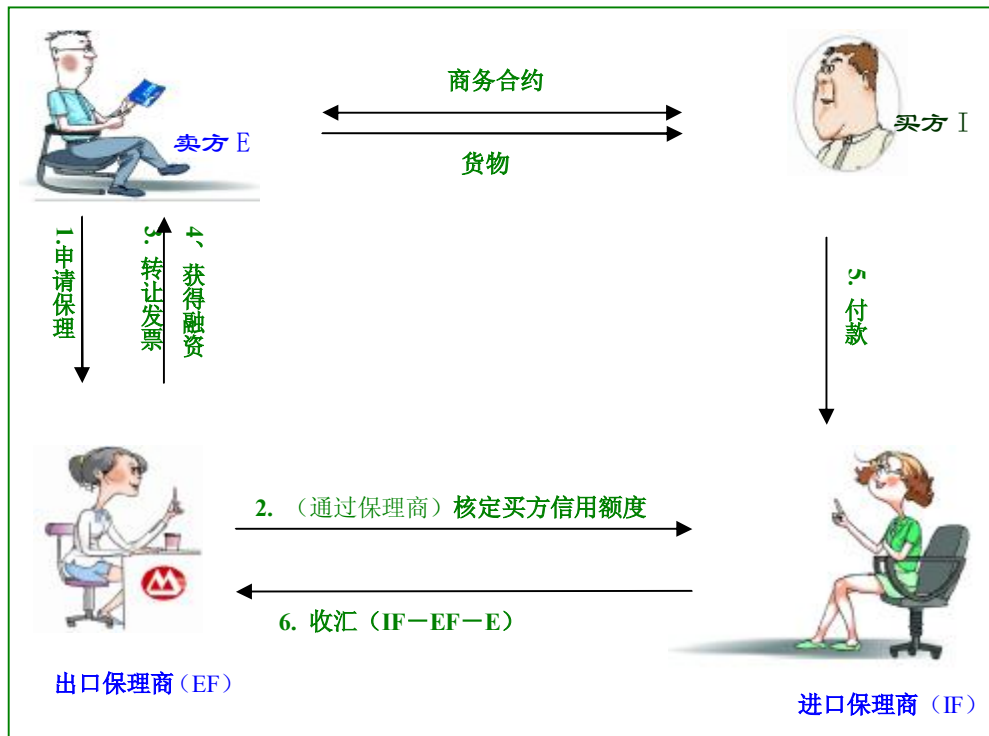 商务合约
卖方 E
买方 I
货物
1.申请保理
3. 转让发票
4、获得融资
5. 付款
2. （通过保理商）核定买方信用额度
6. 收汇（IF－EF－E）
出口保理商（EF）
进口保理商（IF）